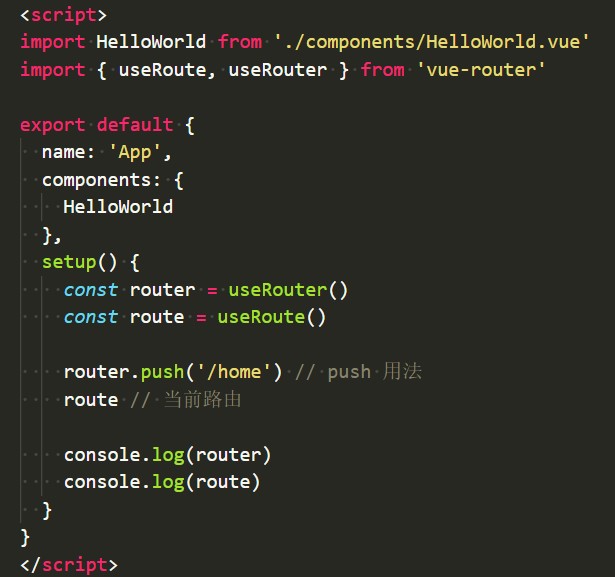 <script>
import HelloWorld from './components/HelloWorld.vue'
import { useRoute, useRouter } from 'vue-router'

export default {
  name: 'App',
  components: {
    HelloWorld
  },
  setup() {
    const router = useRouter()
    const route = useRoute()

    router.push('/home') // push 用法
    route // 当前路由

    console.log(router)
    console.log(route)
  }
}
</script>